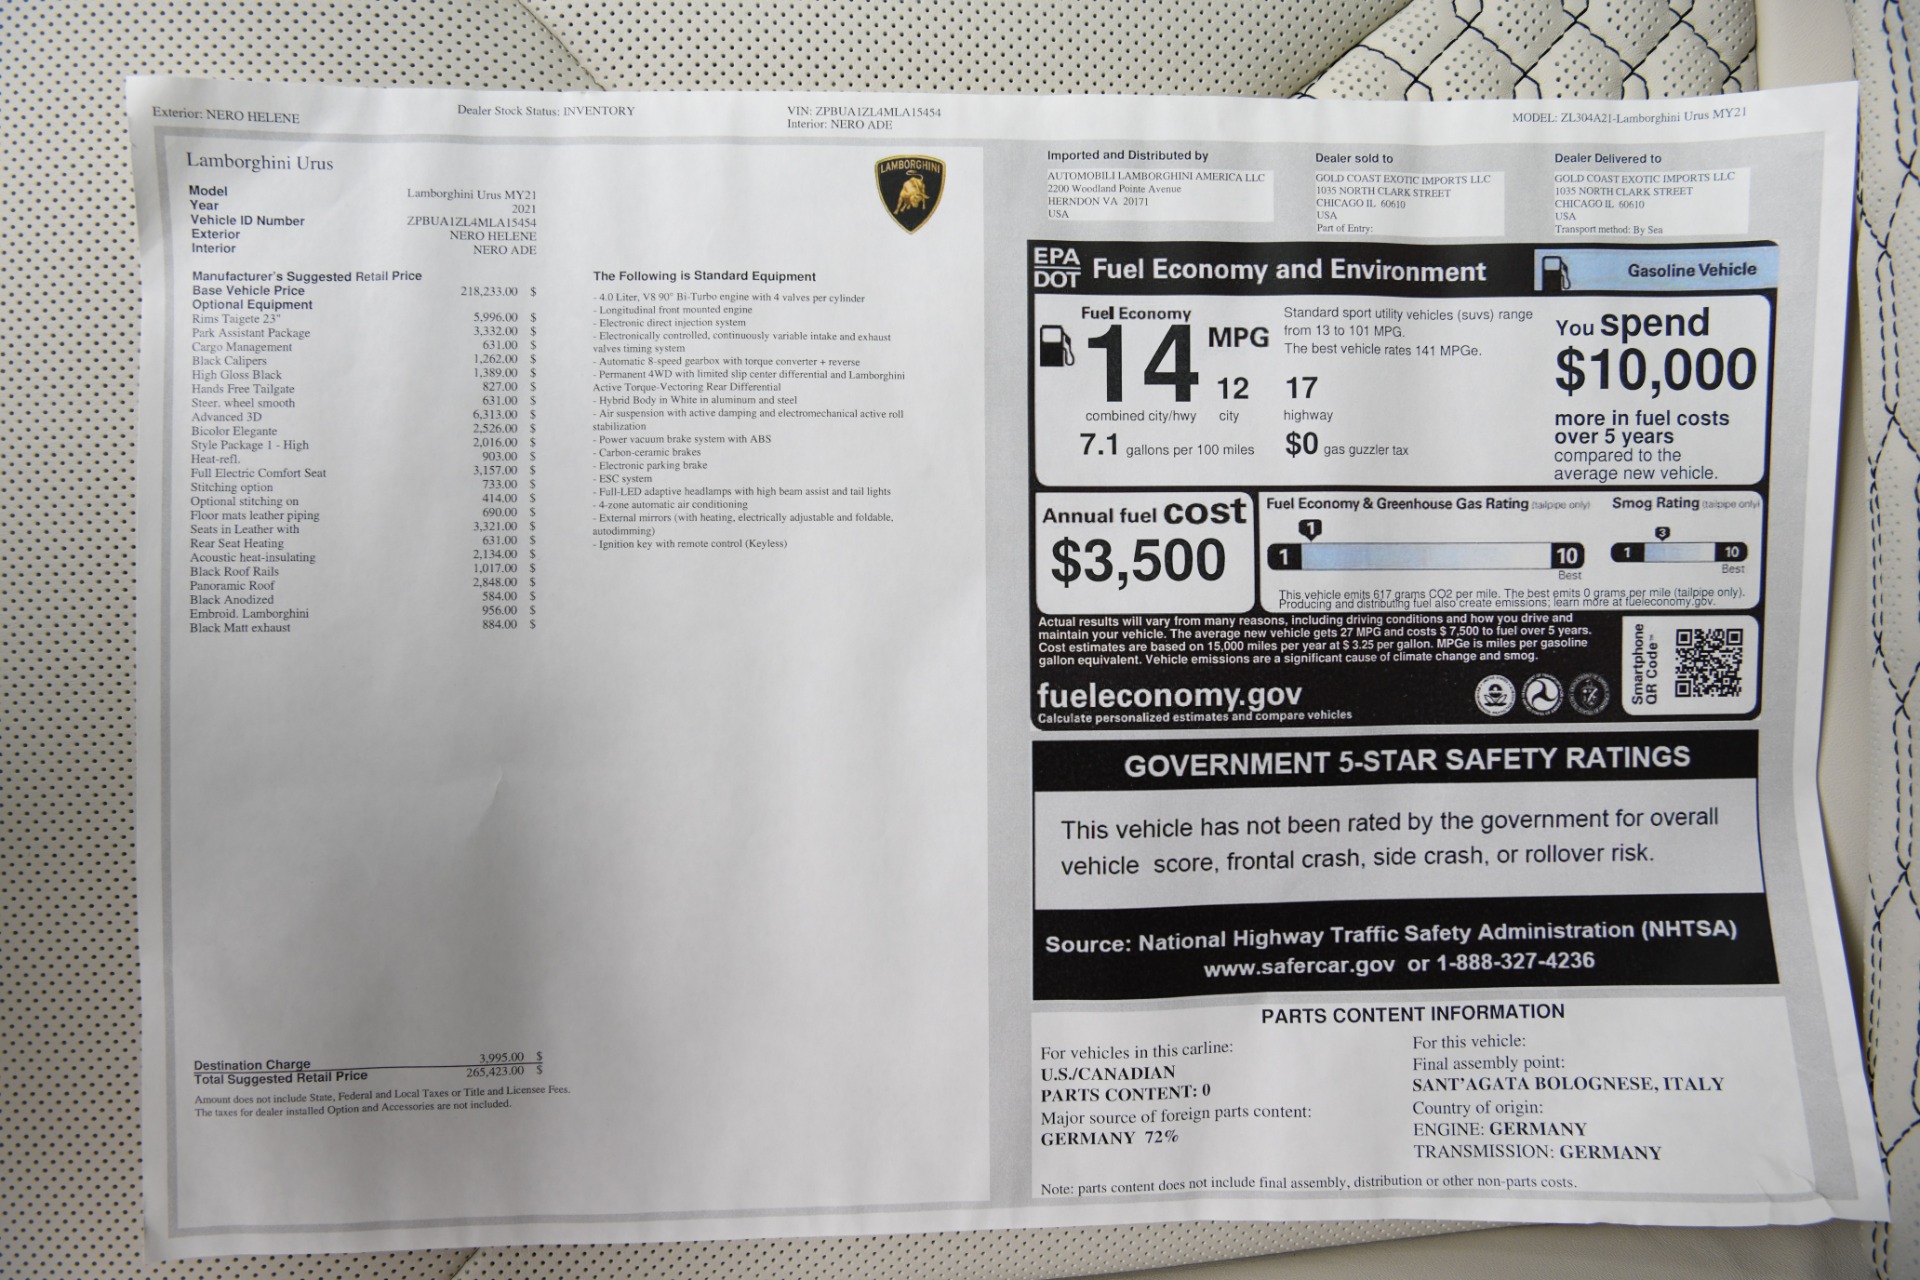 Exterior: NERO HELENE
Dealer Stock Status: INVENTORY
VIN: ZPBUA1ZL4MLA15454
Interior: NERO ADE
MODEL: ZL304A21-Lamborghini Urus MY21
Lamborghini Urus
LAMBORGHINI
Model Lamborghini Urus MY21
Year 2021
Vehicle ID Number ZPBUA1ZL4MLA15454
Exterior NERO HELENE
Interior NERO ADE
Manufacturer's Suggested Retail Price
Base Vehicle Price 218,233.00 $
Optional Equipment
Rims Taigete 23" 5,996.00 $
Park Assistant Package 3,332.00 $
Cargo Management 631.00 $
Black Calipers 1,262.00 $
High Gloss Black 1,389.00 $
Hands Free Tailgate 827.00 $
Steer. wheel smooth 631.00 $
Advanced 3D 6,313.00 $
Bicolor Elegante 2,526.00 $
Style Package 1 - High 2,016.00 $
Heat-refl. 903.00 $
Full Electric Comfort Seat 3,157.00 $
Stitching option 733.00 $
Optional stitching on 414.00 $
Floor mats leather piping 690.00 $
Seats in Leather with 3,321.00 $
Rear Seat Heating 631.00 $
Acoustic heat-insulating 2,134.00 $
Black Roof Rails 1,017.00 $
Panoramic Roof 2,848.00 $
Black Anodized 584.00 $
Embroid. Lamborghini 956.00 $
Black Matt exhaust 884.00 $
The Following is Standard Equipment
- 4.0 Liter, V8 90° Bi-Turbo engine with 4 valves per cylinder
- Longitudinal front mounted engine
- Electronic direct injection system
- Electronically controlled, continuously variable intake and exhaust
valves timing system
- Automatic 8-speed gearbox with torque converter + reverse
- Permanent 4WD with limited slip center differential and Lamborghini
Active Torque-Vectoring Rear Differential
- Hybrid Body in White in aluminum and steel
- Air suspension with active damping and electromechanical active roll
stabilization
- Power vacuum brake system with ABS
- Carbon-ceramic brakes
- Electronic parking brake
- ESC system
- Full-LED adaptive headlamps with high beam assist and tail lights
- 4-zone automatic air conditioning
- External mirrors (with heating, electrically adjustable and foldable,
autodimming)
- Ignition key with remote control (Keyless)
Destination Charge 3,995.00 $
Total Suggested Retail Price 265,423.00 $
Amount does not include State, Federal and Local Taxes or Title and Licensee Fees.
The taxes for dealer installed Option and Accessories are not included.
Imported and Distributed by
AUTOMOBILI LAMBORGHINI AMERICA LLC
2200 Woodland Pointe Avenue
HERNDON VA 20171
USA
Dealer sold to
GOLD COAST EXOTIC IMPORTS LLC
1035 NORTH CLARK STREET
CHICAGO IL 60610
USA
Part of Entry:
Dealer Delivered to
GOLD COAST EXOTIC IMPORTS LLC
1035 NORTH CLARK STREET
CHICAGO IL 60610
USA
Transport method: By Sea
EPA
DOT
Fuel Economy and Environment
Gasoline Vehicle
Fuel Economy
14 MPG
combined city/hwy
12
city
17
highway
7.1 gallons per 100 miles
$0 gas guzzler tax
Standard sport utility vehicles (suvs) range
from 13 to 101 MPG.
The best vehicle rates 141 MPGe.
You spend
$10,000
more in fuel costs
over 5 years
compared to the
average new vehicle.
Annual fuel cost
$3,500
Fuel Economy & Greenhouse Gas Rating (tailpipe only)
1
1 10
Best
Smog Rating (tailpipe only)
3
1 10
Best
This vehicle emits 617 grams CO2 per mile. The best emits 0 grams per mile (tailpipe only).
Producing and distributing fuel also create emissions; learn more at fueleconomy.gov.
Actual results will vary from many reasons, including driving conditions and how you drive and
maintain your vehicle. The average new vehicle gets 27 MPG and costs $ 7,500 to fuel over 5 years.
Cost estimates are based on 15,000 miles per year at $ 3.25 per gallon. MPGe is miles per gasoline
gallon equivalent. Vehicle emissions are a significant cause of climate change and smog.
fueleconomy.gov
Calculate personalized estimates and compare vehicles
Smartphone
QR Code™
GOVERNMENT 5-STAR SAFETY RATINGS
This vehicle has not been rated by the government for overall
vehicle score, frontal crash, side crash, or rollover risk.
Source: National Highway Traffic Safety Administration (NHTSA)
www.safercar.gov or 1-888-327-4236
PARTS CONTENT INFORMATION
For vehicles in this carline:
U.S./CANADIAN
PARTS CONTENT: 0
Major source of foreign parts content:
GERMANY 72%
For this vehicle:
Final assembly point:
SANT'AGATA BOLOGNESE, ITALY
Country of origin:
ENGINE: GERMANY
TRANSMISSION: GERMANY
Note: parts content does not include final assembly, distribution or other non-parts costs.